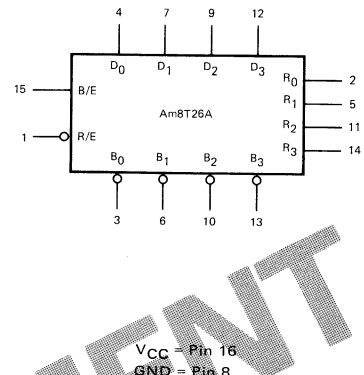 4 7 9 12
D0 D1 D2 D3
15 B/E
R0 2
R1 5
Am8T26A
R2 11
1 R/E
R3 14
B0 B1 B2 B3
3 6 10 13
VCC = Pin 16
GND = Pin 8